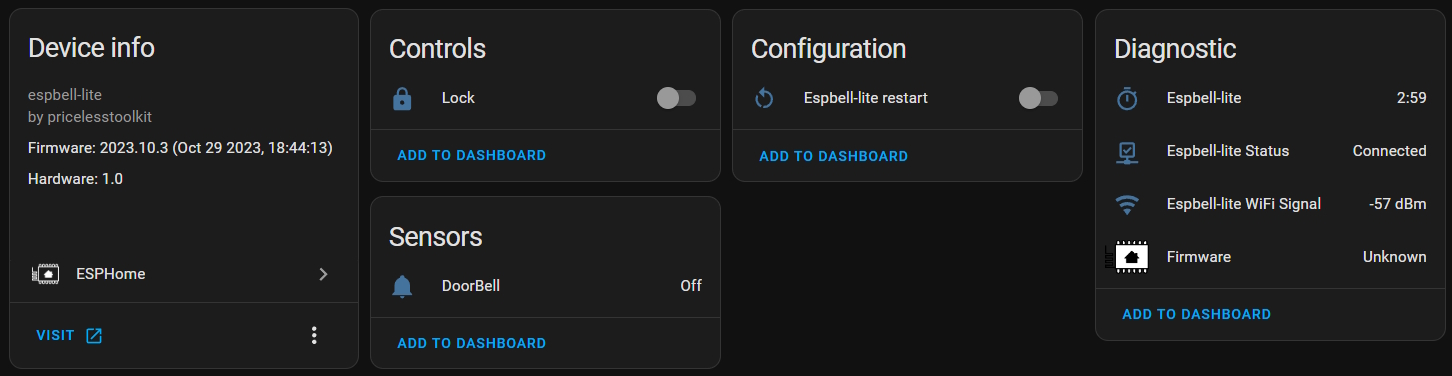 Device info
espbell-lite
by pricelesstoolkit
Firmware: 2023.10.3 (Oct 29 2023, 18:44:13)
Hardware: 1.0
ESPHome
VISIT
Controls
Lock
ADD TO DASHBOARD
Sensors
DoorBell Off
ADD TO DASHBOARD
Configuration
Espbell-lite restart
ADD TO DASHBOARD
Diagnostic
Espbell-lite 2:59
Espbell-lite Status Connected
Espbell-lite WiFi Signal -57 dBm
Firmware Unknown
ADD TO DASHBOARD